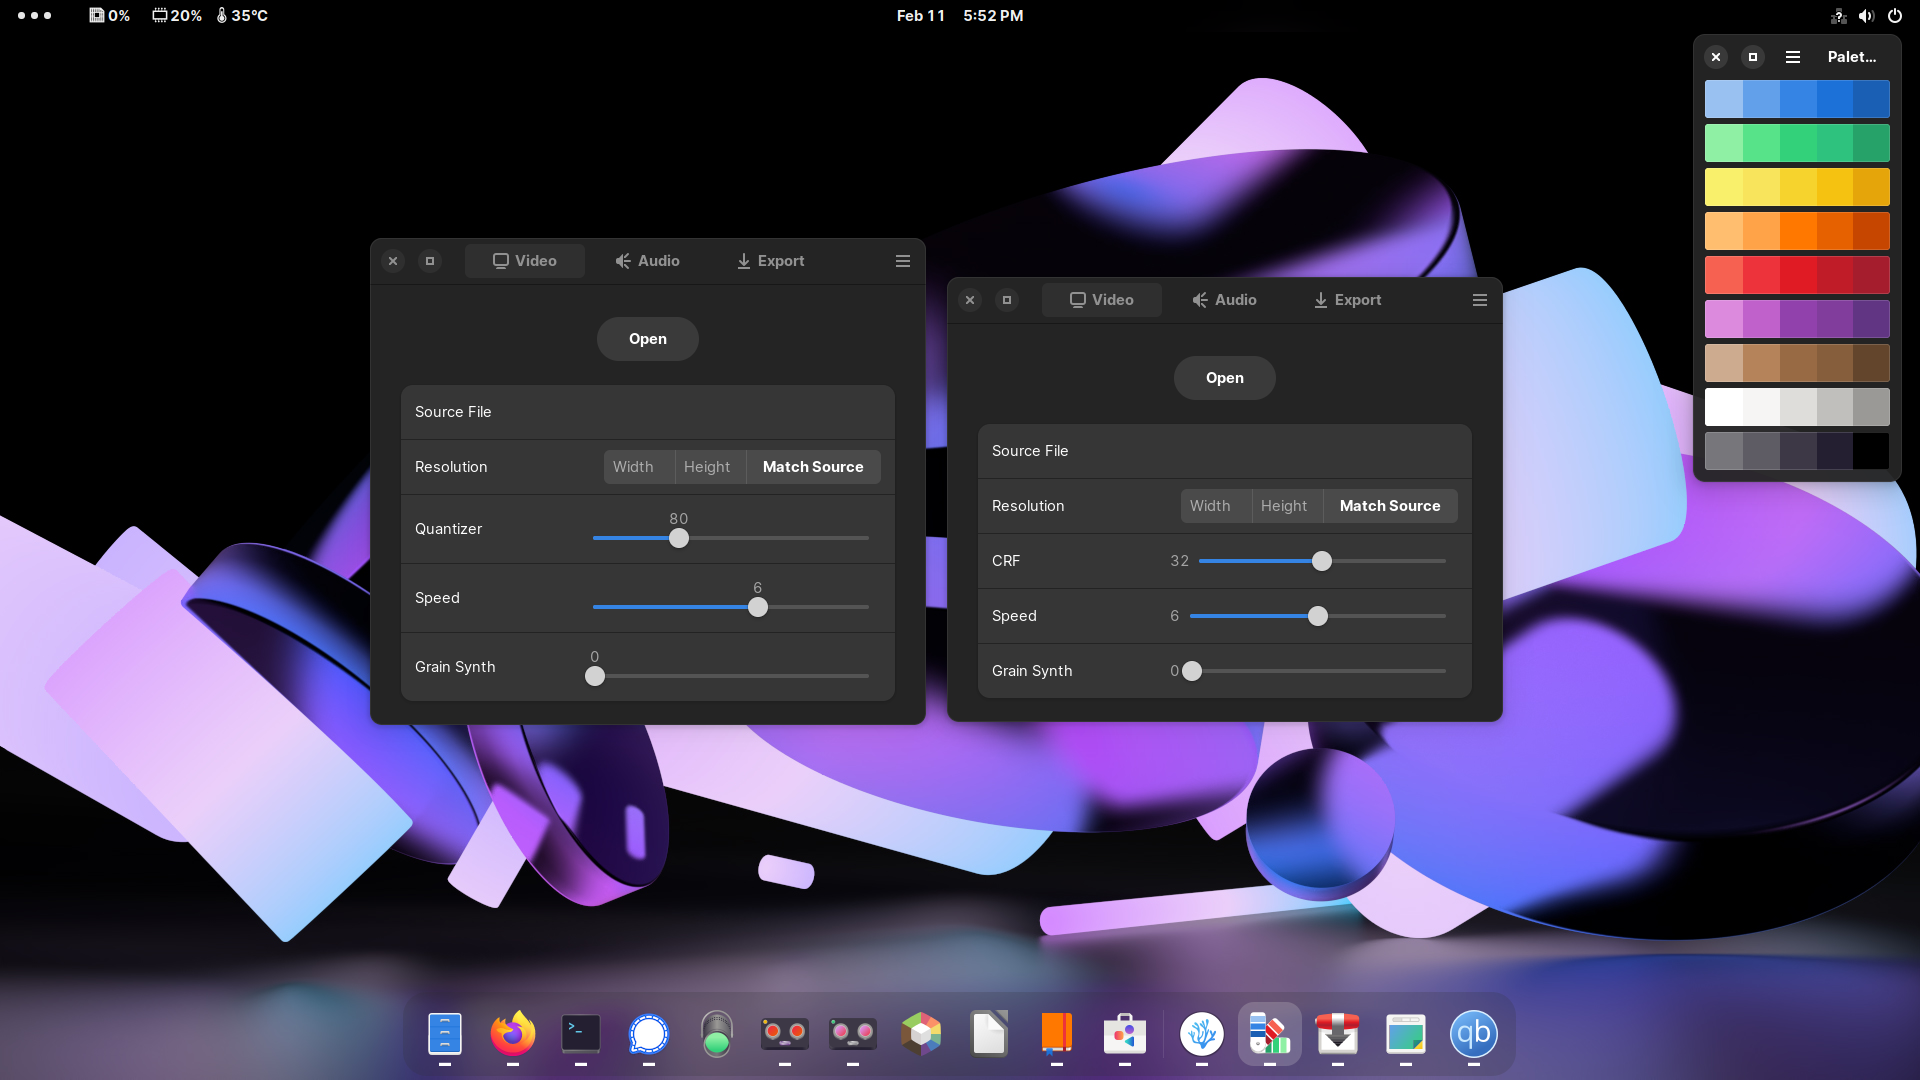 0% 20% 35°C Feb 11 5:52 PM
Palet...
Video Audio Export
Open
Source File
Resolution Width Height Match Source
Quantizer 80
Speed 6
Grain Synth 0
Video Audio Export
Open
Source File
Resolution Width Height Match Source
CRF 32
Speed 6
Grain Synth 0
>_
qb